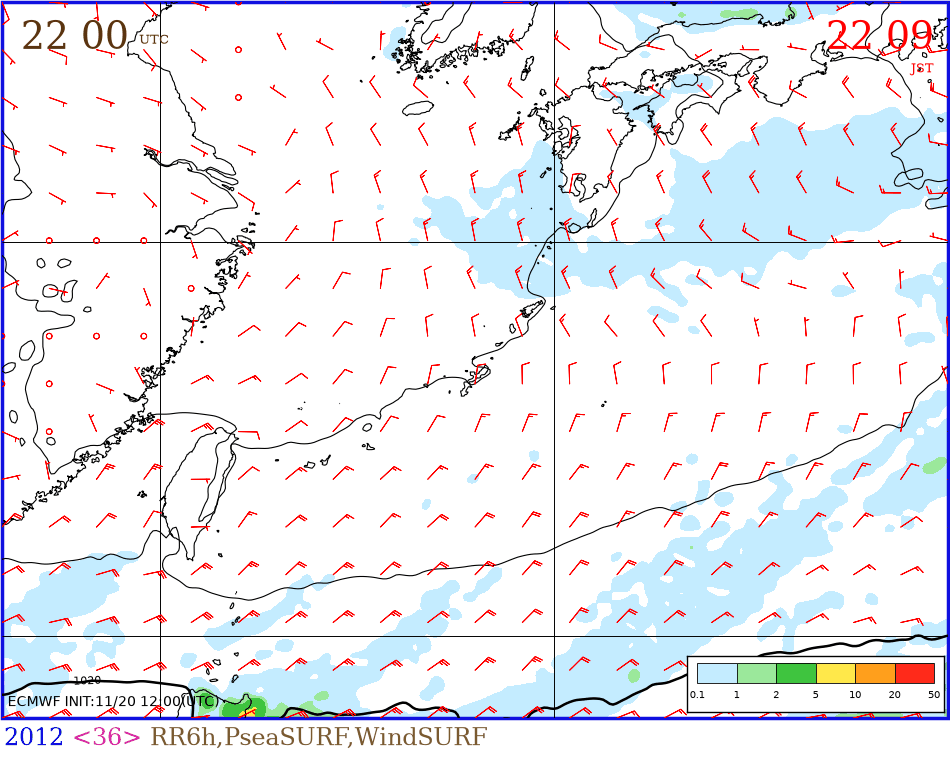 22 00 UTC
22 09
JST
1020
0.1 1 2 5 10 20 50
ECMWF INIT:11/20 12:00(UTC)
2012 <36> RR6h,PseaSURF,WindSURF